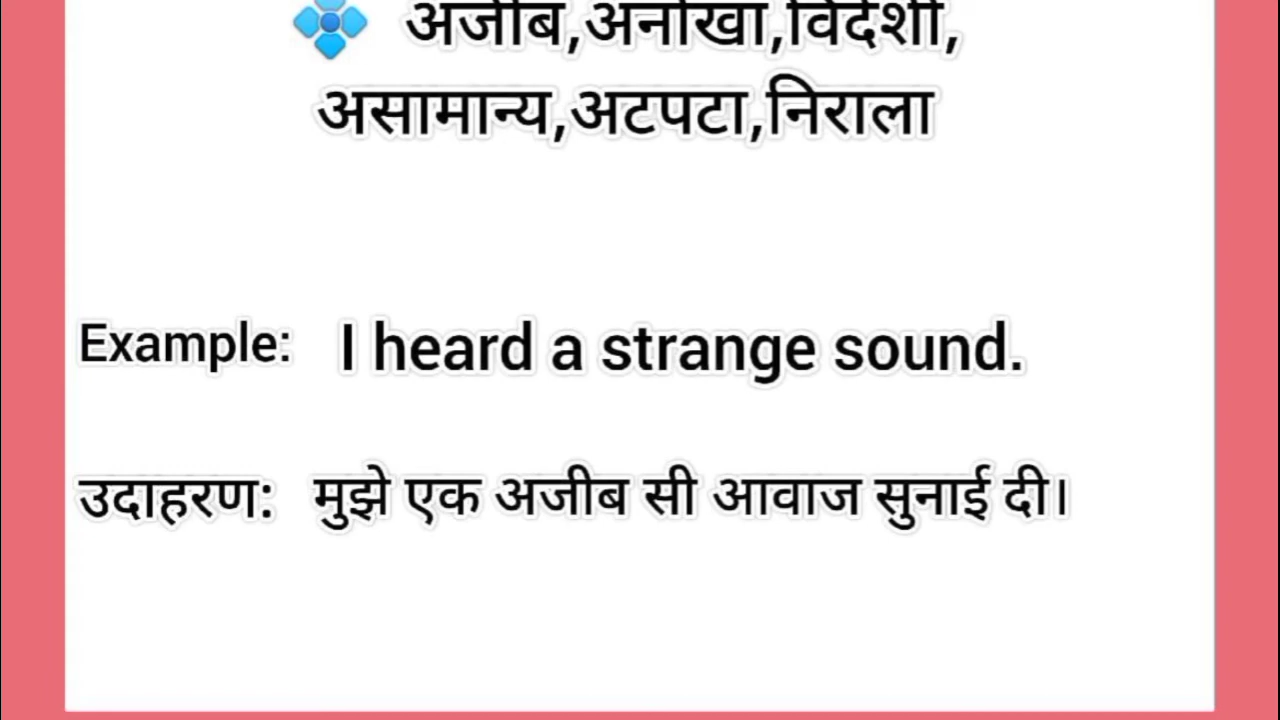 अजीब,अनोखा,विदेशी,
असामान्य,अटपटा,निराला
Example: I heard a strange sound.
उदाहरण: मुझे एक अजीब सी आवाज सुनाई दी।